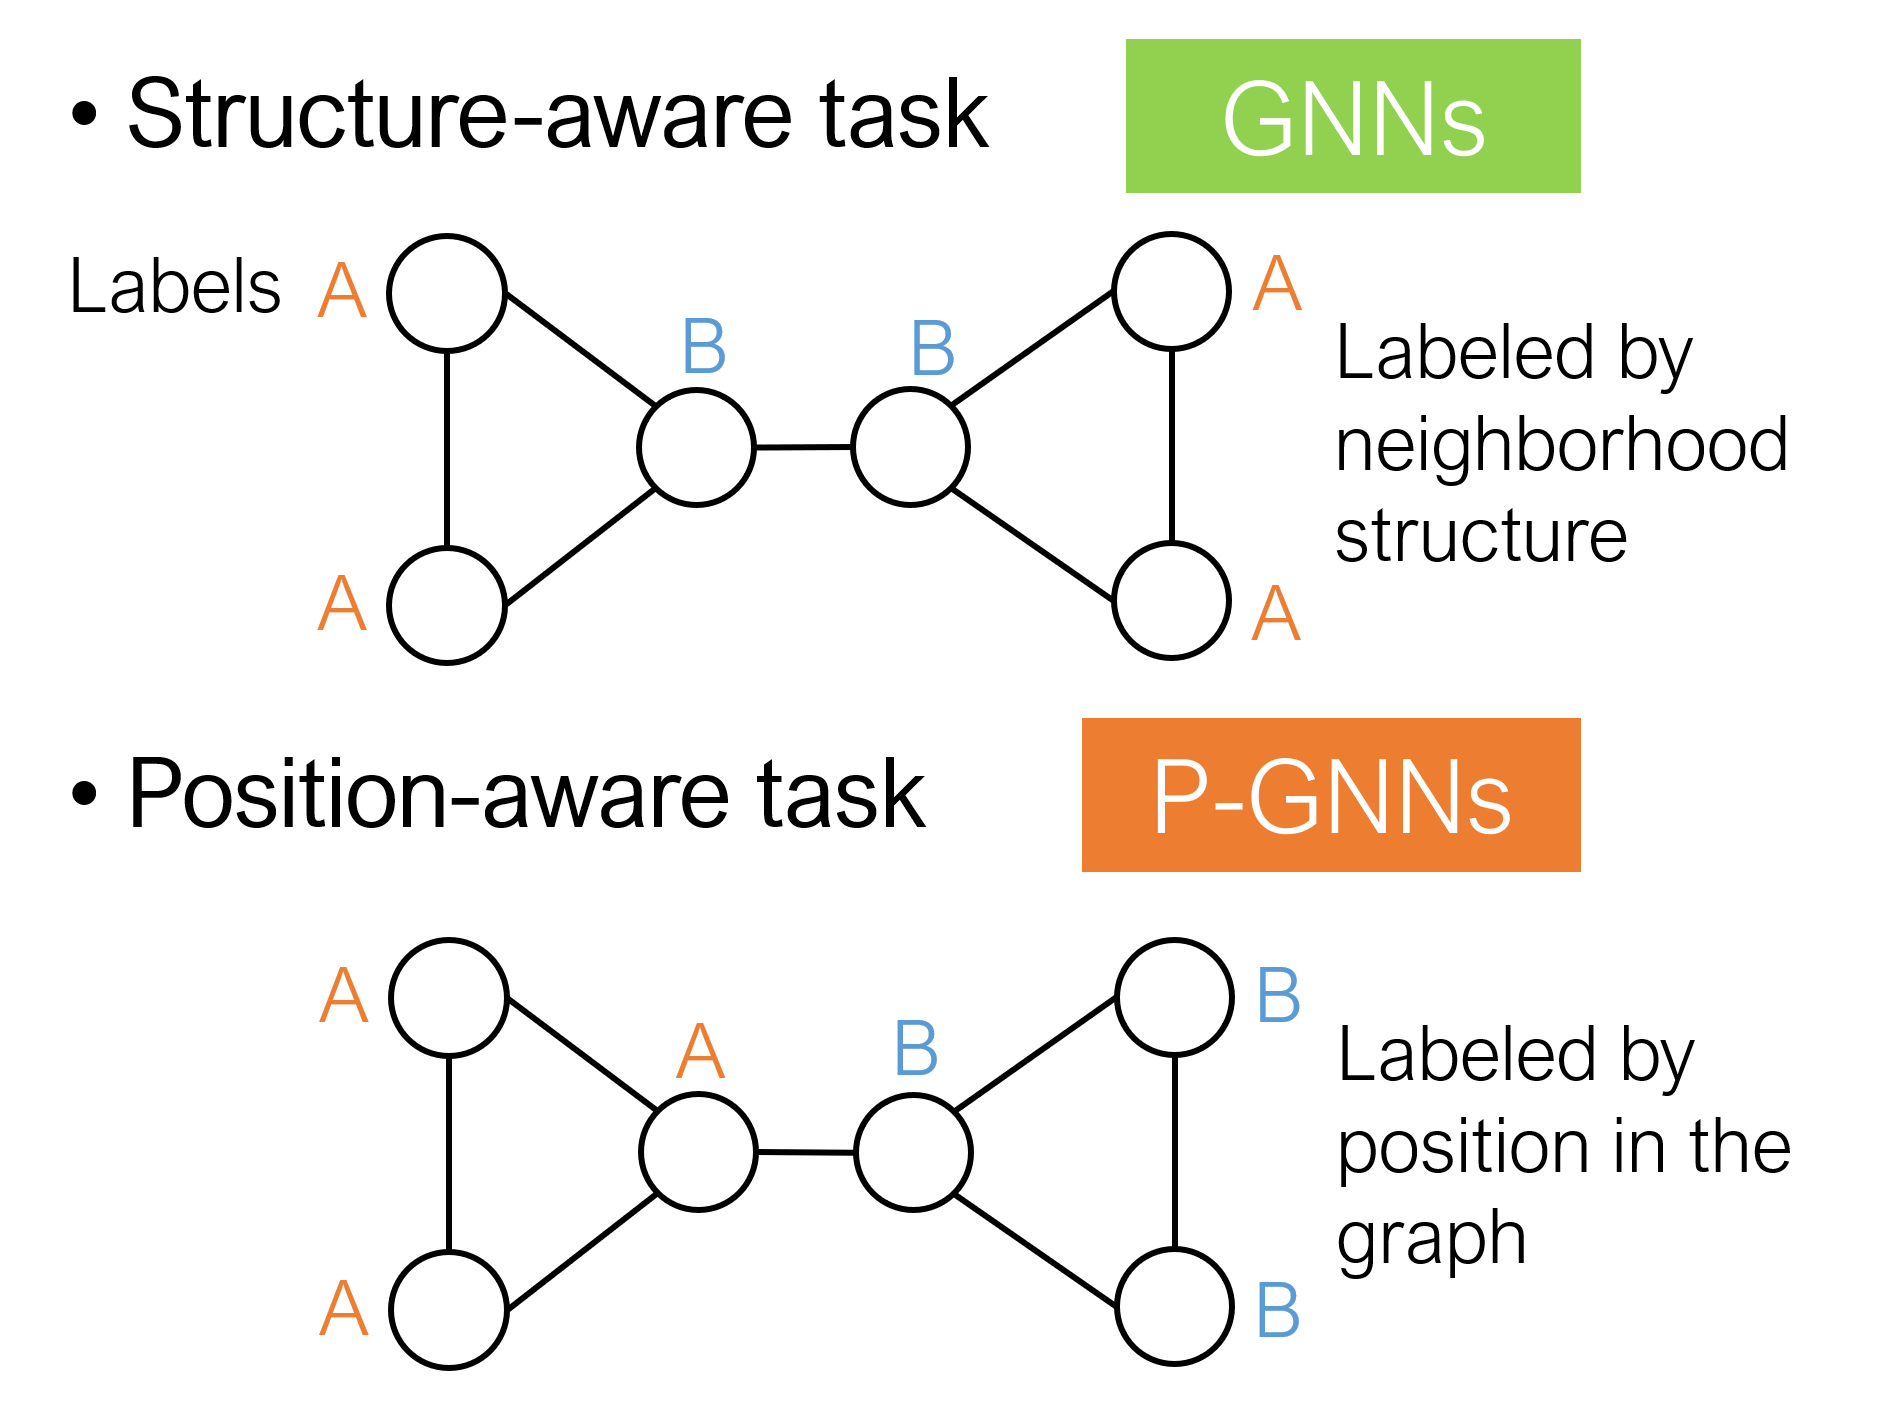 • Structure-aware task
GNNs
Labels
A
A
B
B
A
A
Labeled by
neighborhood
structure
• Position-aware task
P-GNNs
A
A
A
B
B
B
Labeled by
position in the
graph